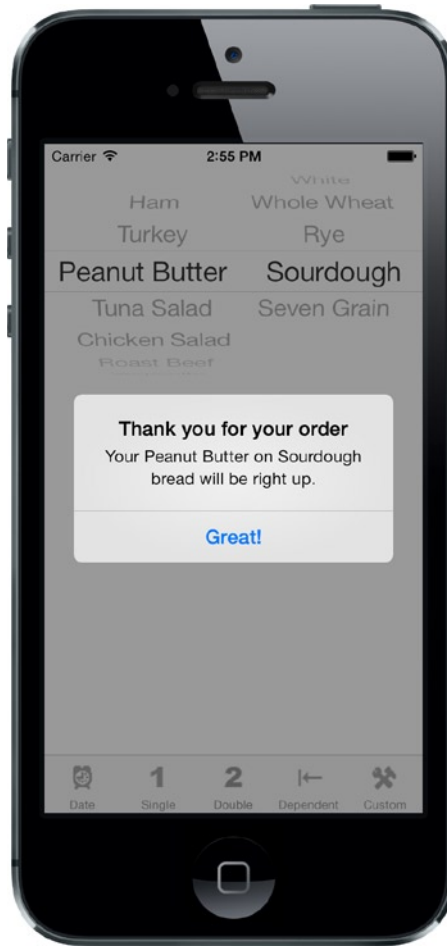 Carrier 2:55 PM
White
Ham Whole Wheat
Turkey Rye
Peanut Butter Sourdough
Tuna Salad Seven Grain
Chicken Salad
Roast Beef
Thank you for your order
Your Peanut Butter on Sourdough
bread will be right up.
Great!
1 2
Date Single Double Dependent Custom